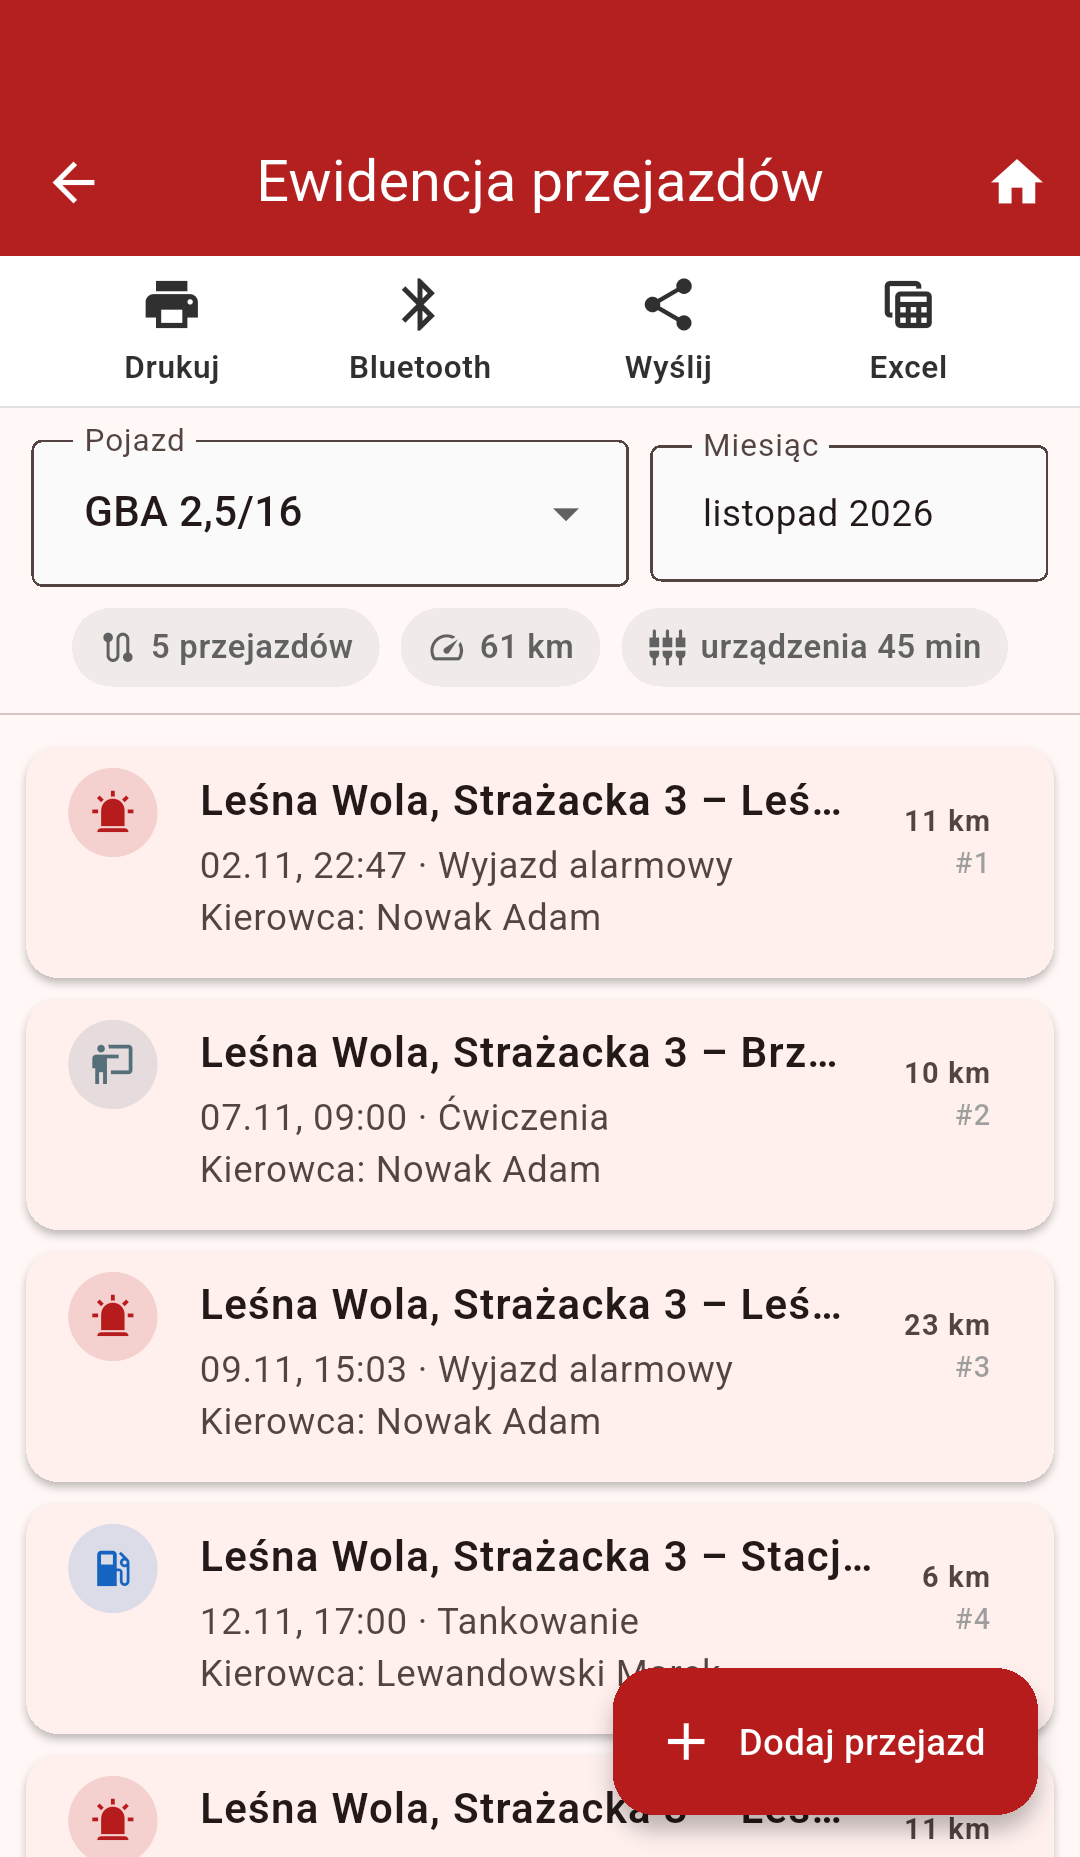 Ewidencja przejazdów
Drukuj
Bluetooth
Wyślij
Excel
Pojazd
GBA 2,5/16
Miesiąc
listopad 2026
5 przejazdów
61 km
urządzenia 45 min
Leśna Wola, Strażacka 3 – Leś…
11 km
02.11, 22:47 · Wyjazd alarmowy
#1
Kierowca: Nowak Adam
Leśna Wola, Strażacka 3 – Brz…
10 km
07.11, 09:00 · Ćwiczenia
#2
Kierowca: Nowak Adam
Leśna Wola, Strażacka 3 – Leś…
23 km
09.11, 15:03 · Wyjazd alarmowy
#3
Kierowca: Nowak Adam
Leśna Wola, Strażacka 3 – Stacj…
6 km
12.11, 17:00 · Tankowanie
#4
Kierowca: Lewandowski Marek
Dodaj przejazd
Leśna Wola, Strażacka 3 – Leś…
11 km